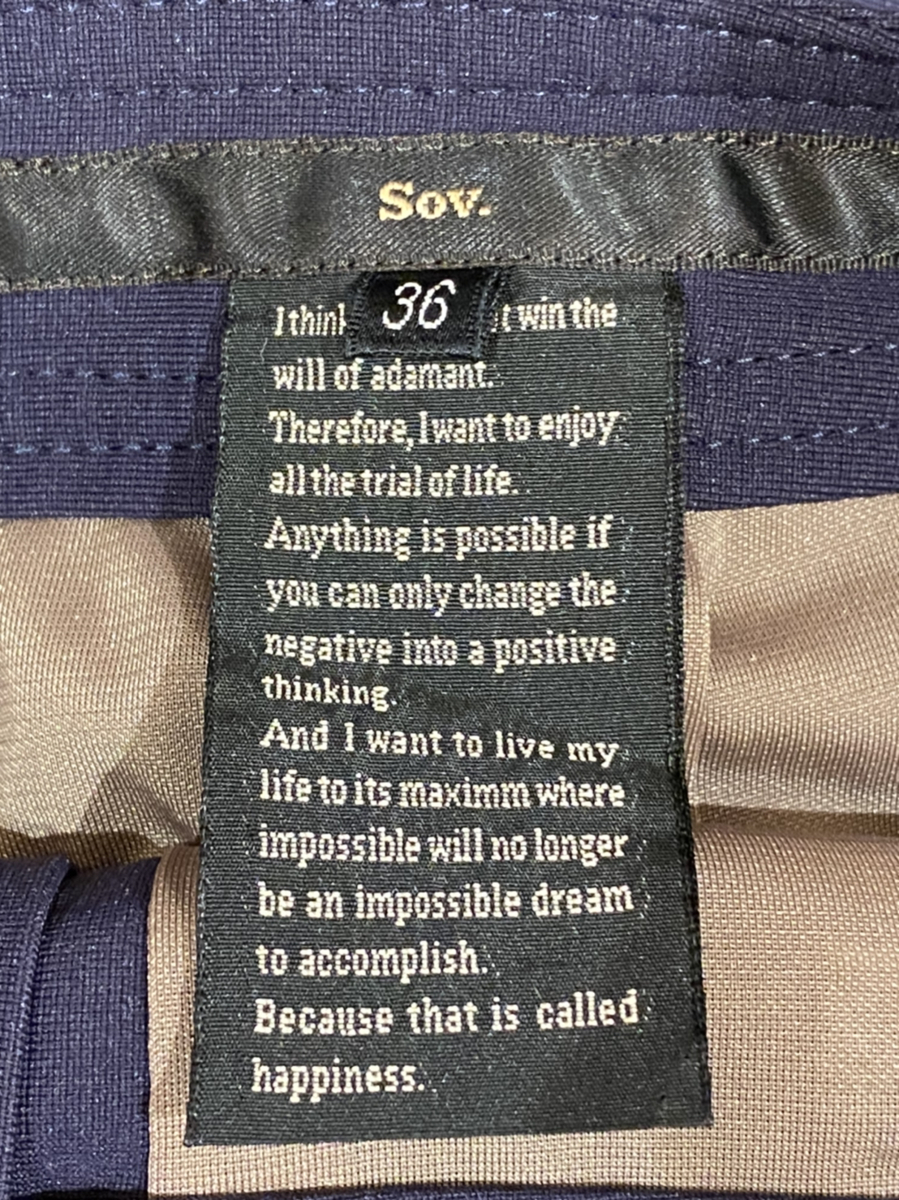 Sov.
36
I think t win the
will of adamant.
Therefore, I want to enjoy
all the trial of life.
Anything is possible if
you can only change the
negative into a positive
thinking.
And I want to live my
life to its maximm where
impossible will no longer
be an impossible dream
to accomplish.
Because that is called
happiness.